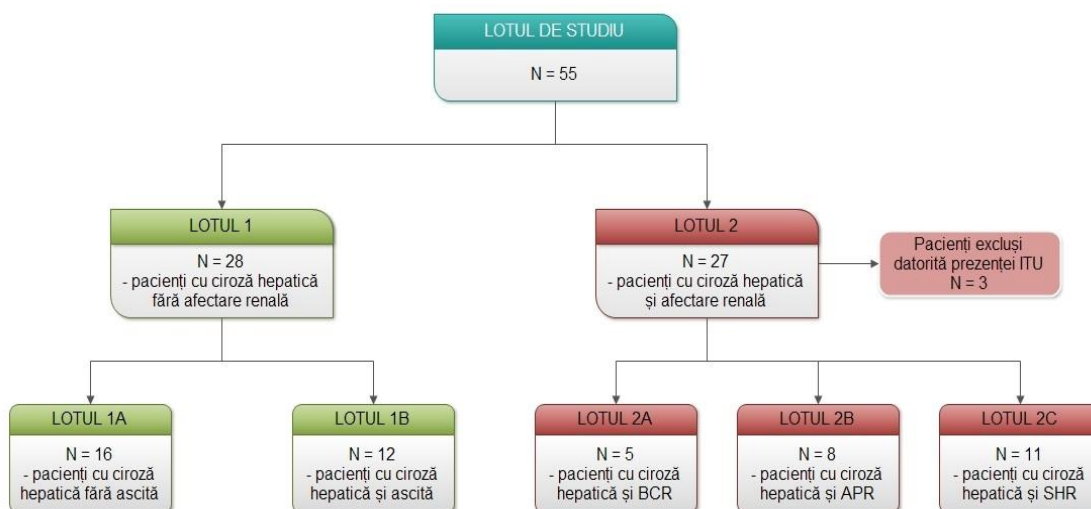 LOTUL DE STUDIU
N = 55
LOTUL 1
N = 28
- pacienți cu ciroză hepatică
fără afectare renală
LOTUL 2
N = 27
- pacienți cu ciroză hepatică
și afectare renală
Pacienți excluși
datorită prezenței ITU
N = 3
LOTUL 1A
N = 16
- pacienți cu ciroză
hepatică fără ascită
LOTUL 1B
N = 12
- pacienți cu ciroză
hepatică și ascită
LOTUL 2A
N = 5
- pacienți cu ciroză
hepatică și BCR
LOTUL 2B
N = 8
- pacienți cu ciroză
hepatică și APR
LOTUL 2C
N = 11
- pacienți cu ciroză
hepatică și SHR